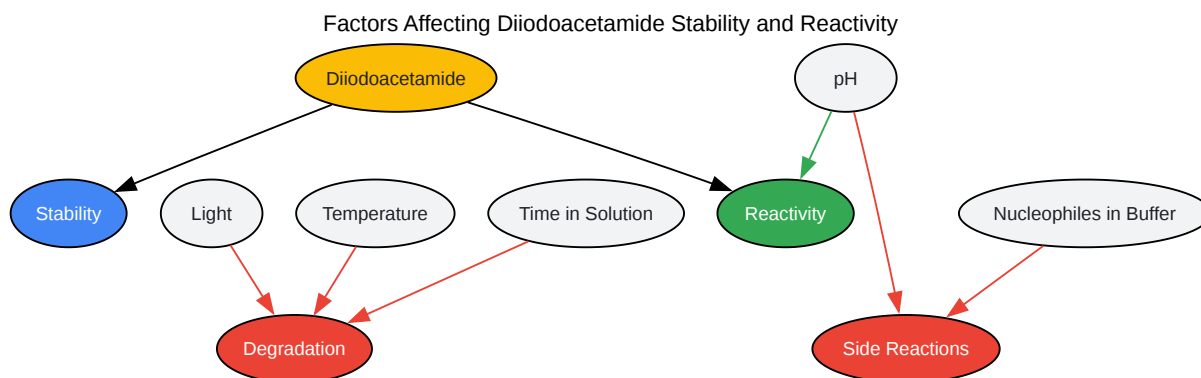 Factors Affecting Diiodoacetamide Stability and Reactivity
Diiodoacetamide
pH
Stability
Light
Temperature
Time in Solution
Reactivity
Nucleophiles in Buffer
Degradation
Side Reactions